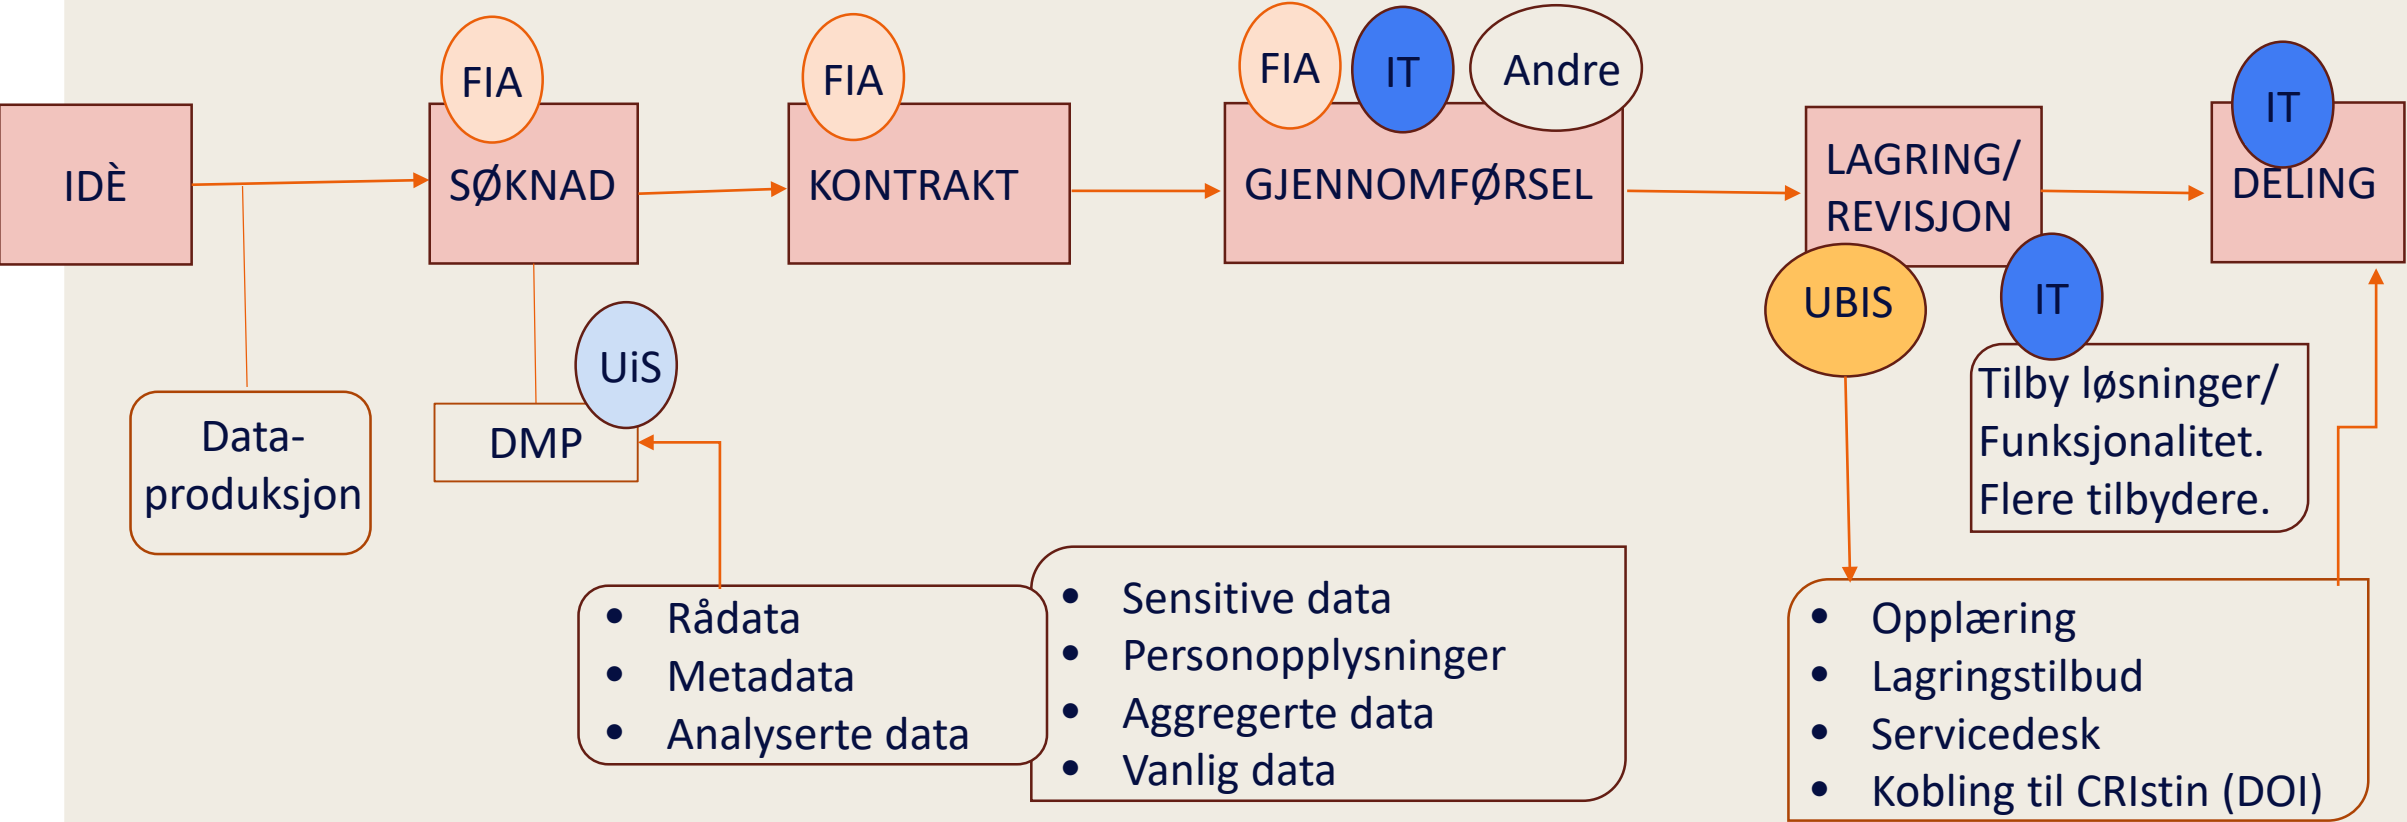 FIA
FIA
FIA
IT
Andre
IT
IDÈ
SØKNAD
KONTRAKT
GJENNOMFØRSEL
LAGRING/
REVISJON
DELING
UBIS
IT
UiS
Data-
produksjon
DMP
Tilby løsninger/
Funksjonalitet.
Flere tilbydere.
• Rådata
• Metadata
• Analyserte data
• Sensitive data
• Personopplysninger
• Aggregerte data
• Vanlig data
• Opplæring
• Lagringstilbud
• Servicedesk
• Kobling til CRIstin (DOI)